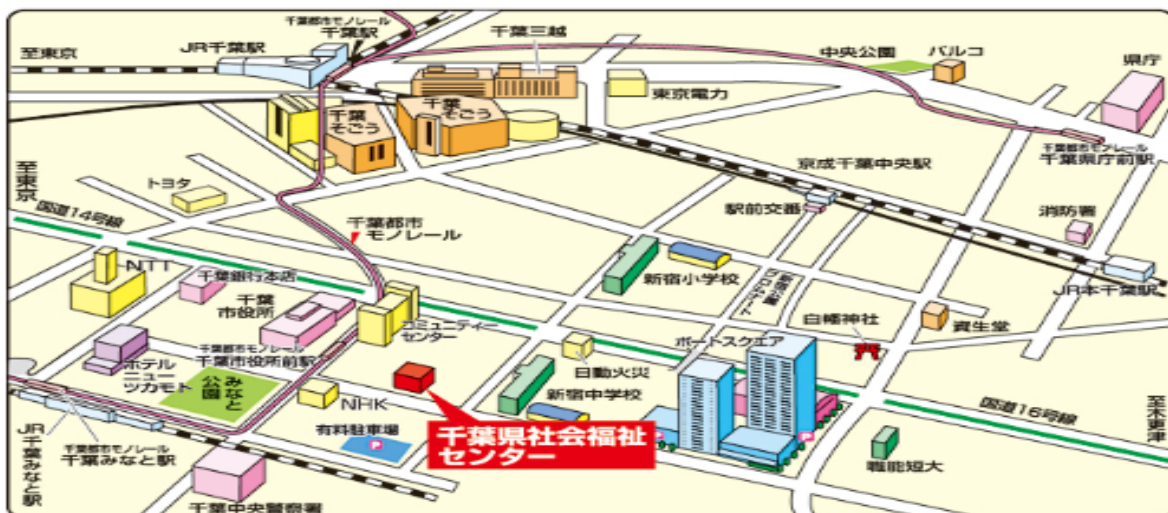 千葉都市モノレール
千葉駅
JR千葉駅
至東京
千葉三越
中央公園
パルコ
県庁
東京電力
千葉
そごう
千葉
そごう
千葉都市モノレール
千葉県庁前駅
京成千葉中央駅
至東京
トヨタ
駅前交番
消防署
国道14号線
千葉都市
モノレール
新宿小学校
JR本千葉駅
NTT
千葉銀行本店
千葉
市役所
コミュニティー
センター
白幡神社
資生堂
ポートスクエア
千葉都市モノレール
千葉市役所前駅
ホテル
ニュー
ツカモト
みなと
公園
日動火災
新宿中学校
国道16号線
至木更津
NHK
有料駐車場
P
千葉県社会福祉
センター
P
P
職能短大
JR
千葉みなと駅
千葉都市モノレール
千葉みなと駅
千葉中央警察署